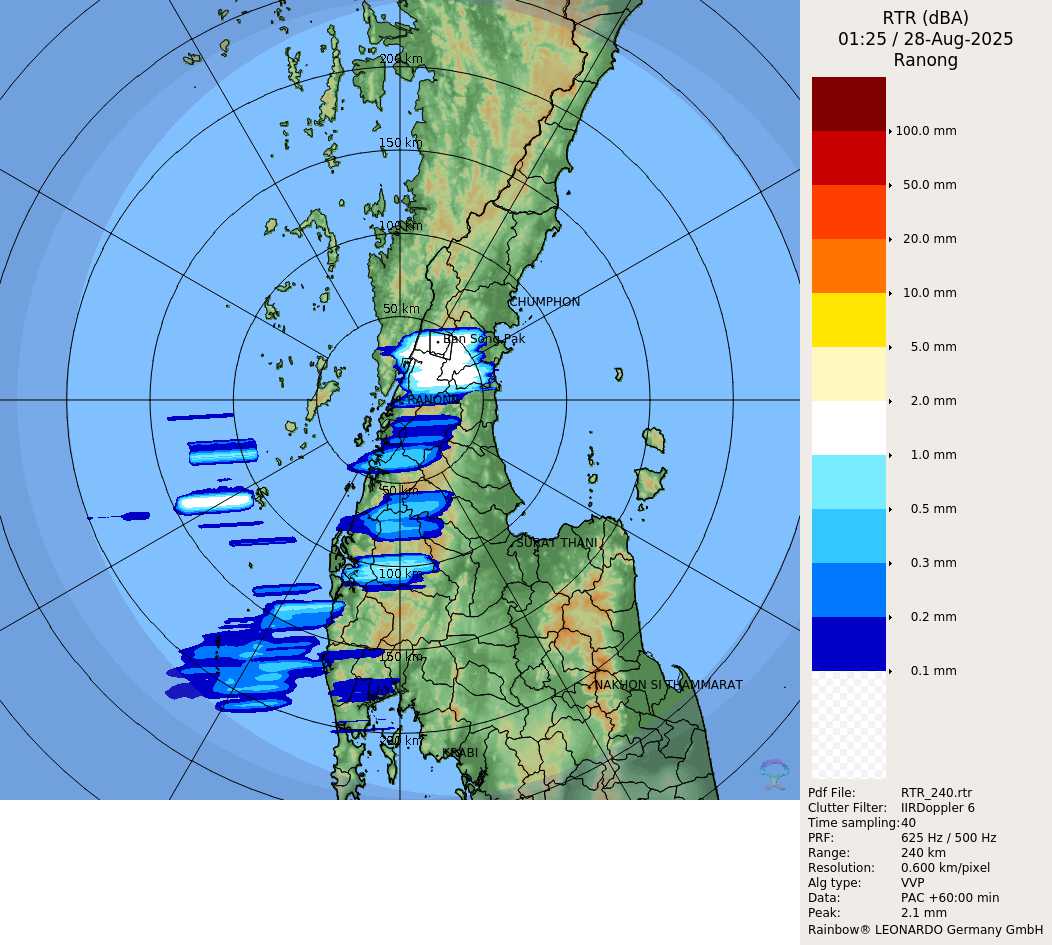 RTR (dBA)
01:25 / 28-Aug-2025
Ranong
200 km
150 km
100 km
50 km
CHUMPHON
Ban Song Pak
RANONG
50 km
SURAT THANI
100 km
150 km
NAKHON SI THAMMARAT
200 km
KRABI
100.0 mm
50.0 mm
20.0 mm
10.0 mm
5.0 mm
2.0 mm
1.0 mm
0.5 mm
0.3 mm
0.2 mm
0.1 mm
Pdf File: RTR_240.rtr
Clutter Filter: IIRDoppler 6
Time sampling:40
PRF: 625 Hz / 500 Hz
Range: 240 km
Resolution: 0.600 km/pixel
Alg type: VVP
Data: PAC +60:00 min
Peak: 2.1 mm
Rainbow® LEONARDO Germany GmbH